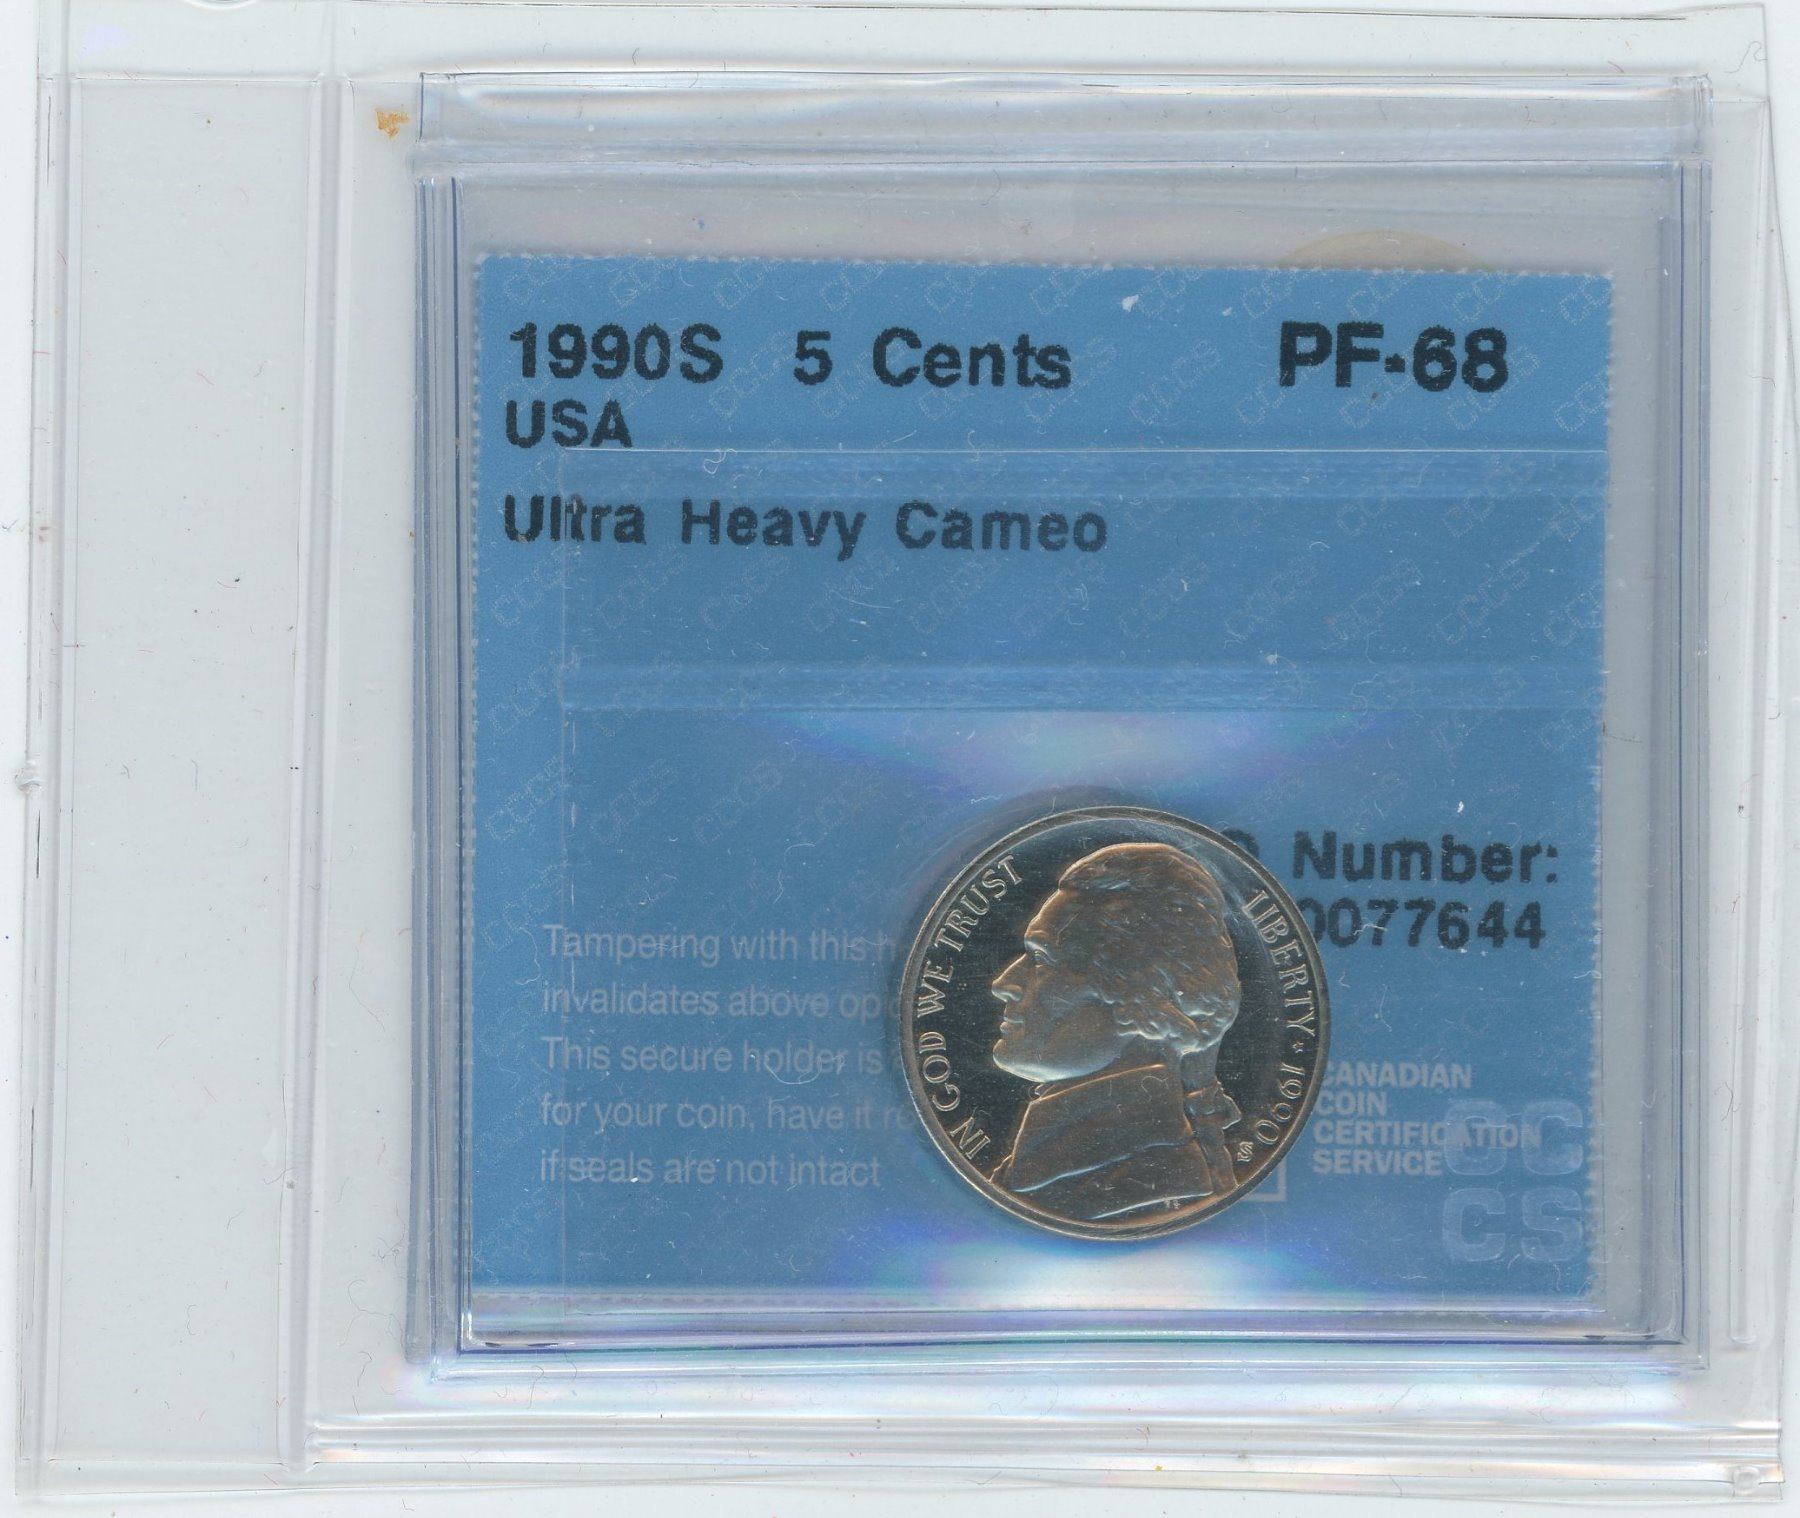 1990S 5 Cents PF-68
USA
Ultra Heavy Cameo
Number:
0077644
Tampering with this
invalidates above
This secure holder is
for your coin, have it
if seals are not intact
IN GOD WE TRUST
LIBERTY ★ 1990
S
CANADIAN
COIN
CERTIFICATION
SERVICE
CC
CS